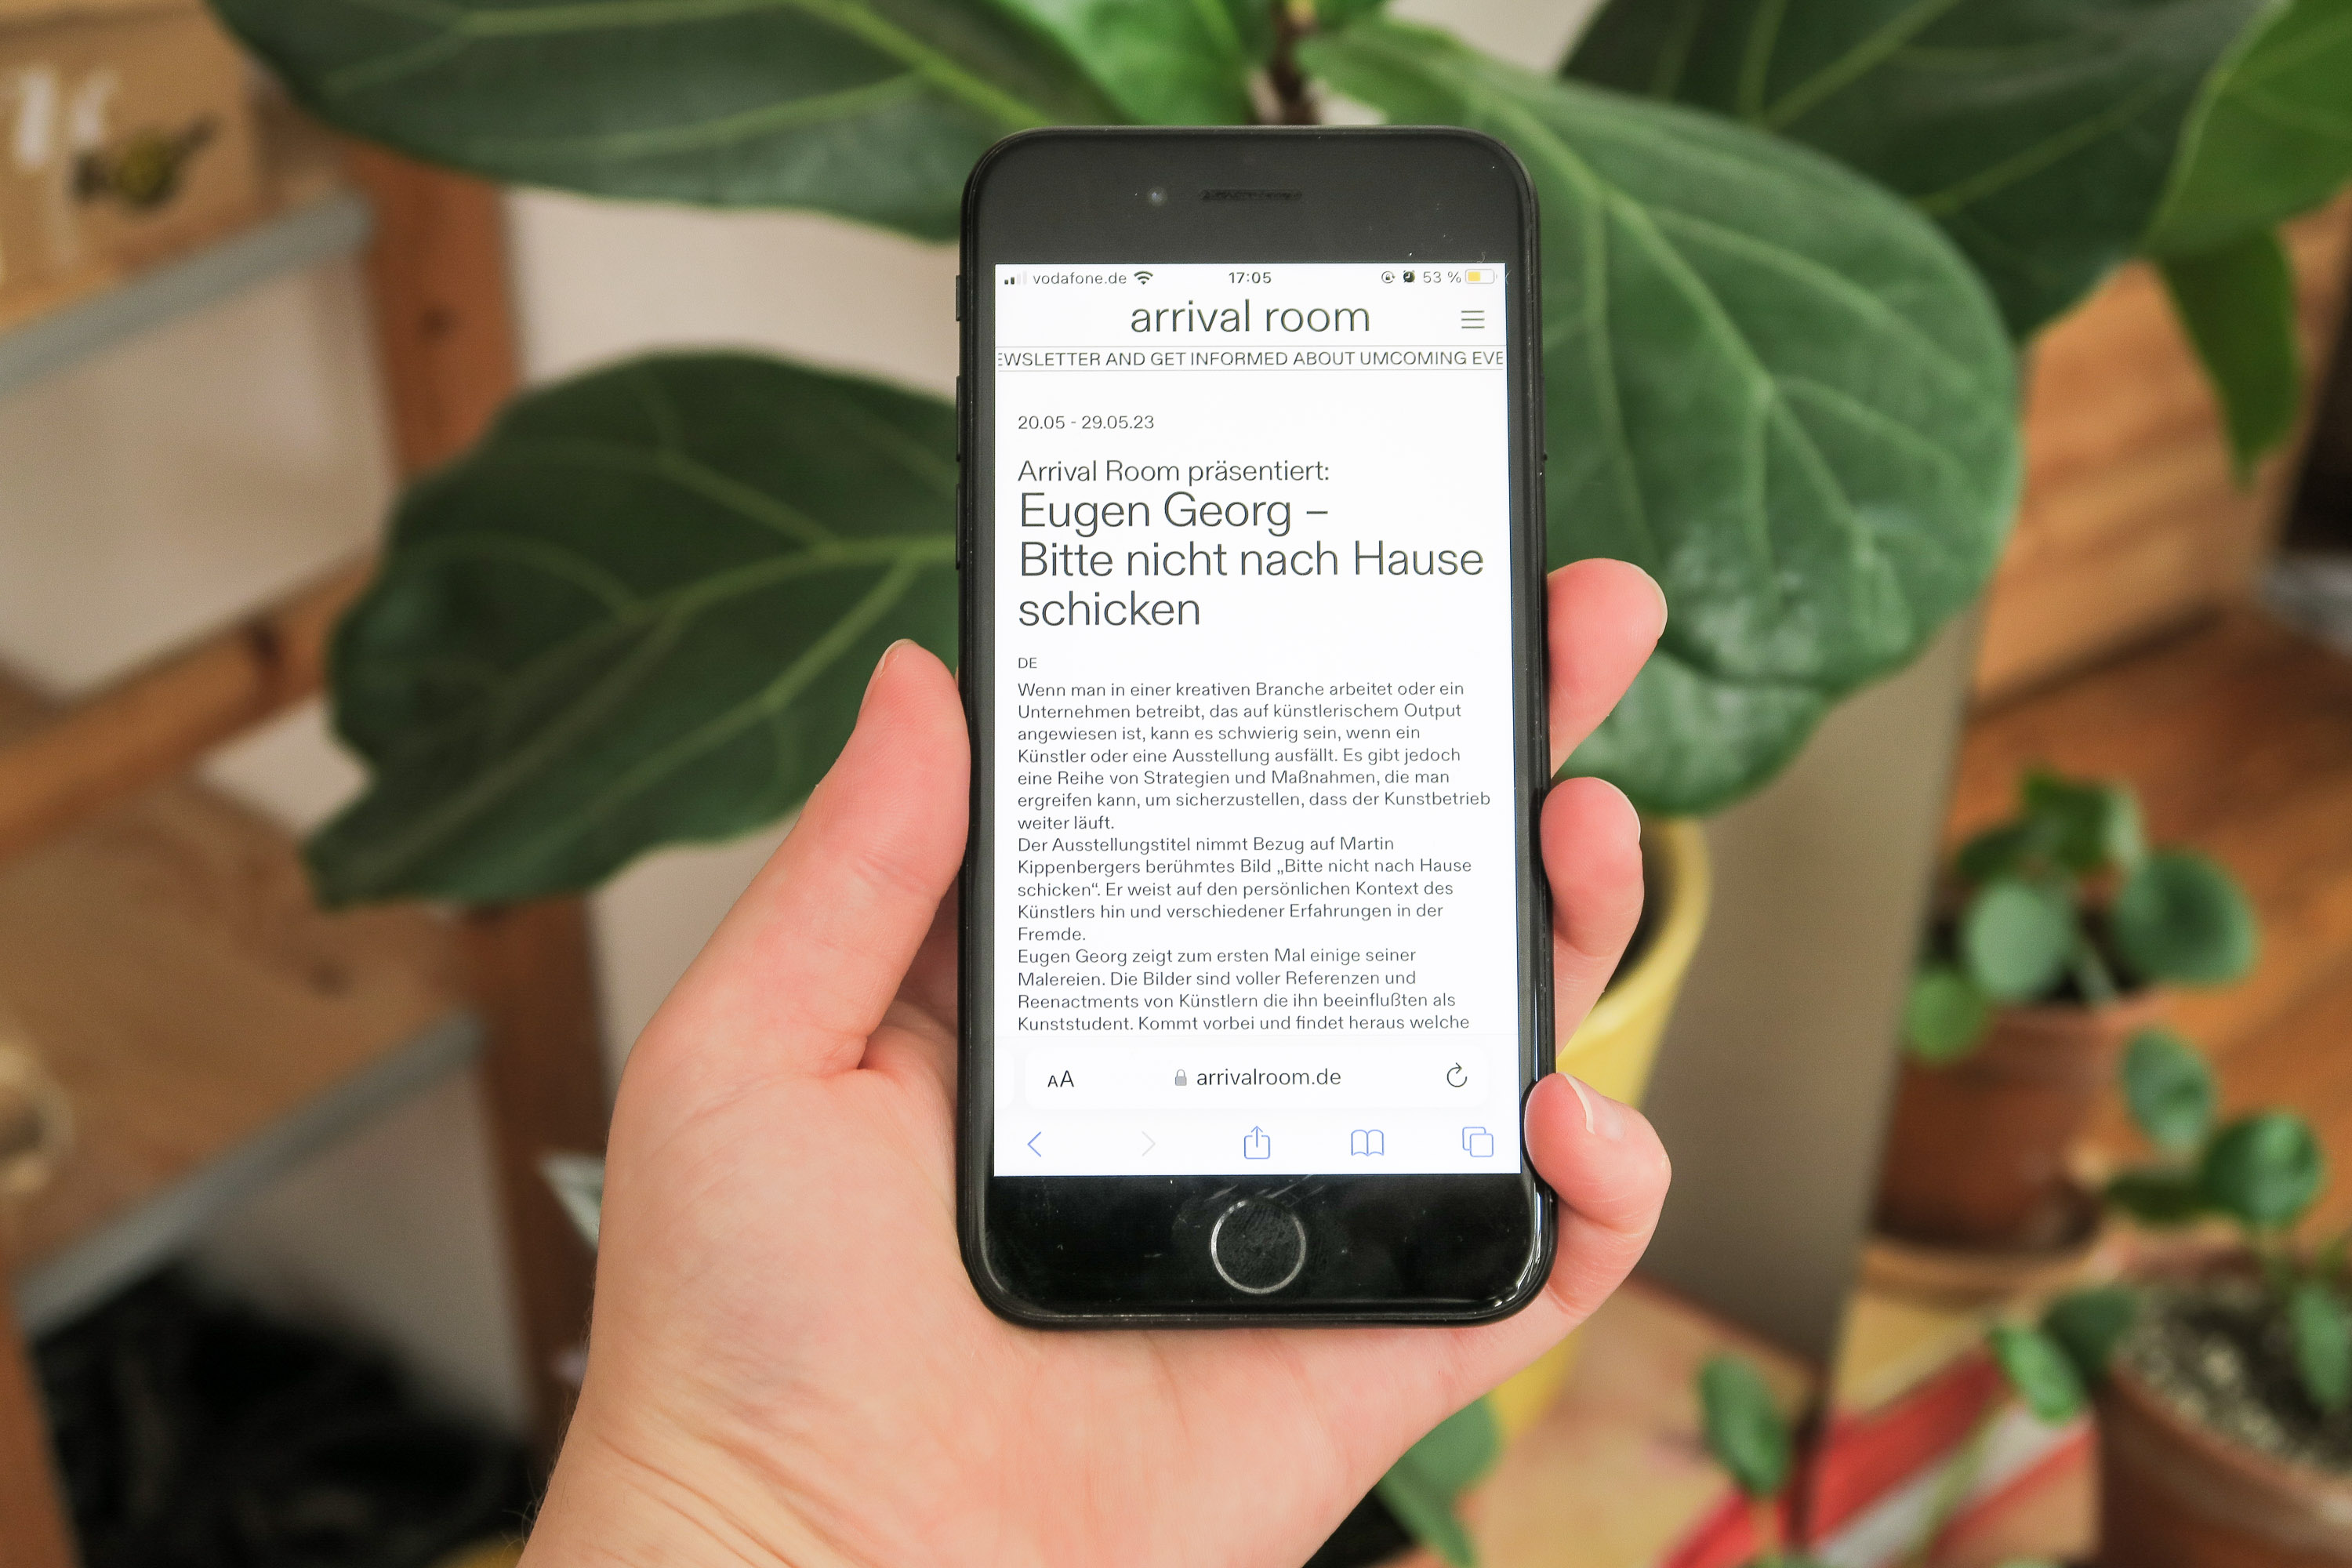 vodafone.de 17:05 53 %
arrival room
EWSLETTER AND GET INFORMED ABOUT UMCOMING EVE
20.05 - 29.05.23
Arrival Room präsentiert:
Eugen Georg –
Bitte nicht nach Hause
schicken
DE
Wenn man in einer kreativen Branche arbeitet oder ein
Unternehmen betreibt, das auf künstlerischem Output
angewiesen ist, kann es schwierig sein, wenn ein
Künstler oder eine Ausstellung ausfällt. Es gibt jedoch
eine Reihe von Strategien und Maßnahmen, die man
ergreifen kann, um sicherzustellen, dass der Kunstbetrieb
weiter läuft.
Der Ausstellungstitel nimmt Bezug auf Martin
Kippenbergers berühmtes Bild „Bitte nicht nach Hause
schicken“. Er weist auf den persönlichen Kontext des
Künstlers hin und verschiedener Erfahrungen in der
Fremde.
Eugen Georg zeigt zum ersten Mal einige seiner
Malereien. Die Bilder sind voller Referenzen und
Reenactments von Künstlern die ihn beeinflußten als
Kunststudent. Kommt vorbei und findet heraus welche
AA arrivalroom.de